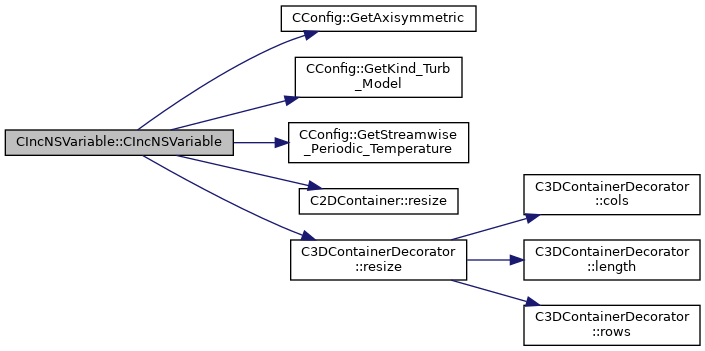 CIncNSVariable::CIncNSVariable
CConfig::GetAxisymmetric
CConfig::GetKind_Turb
_Model
CConfig::GetStreamwise
_Periodic_Temperature
C2DContainer::resize
C3DContainerDecorator
::resize
C3DContainerDecorator
::cols
C3DContainerDecorator
::length
C3DContainerDecorator
::rows